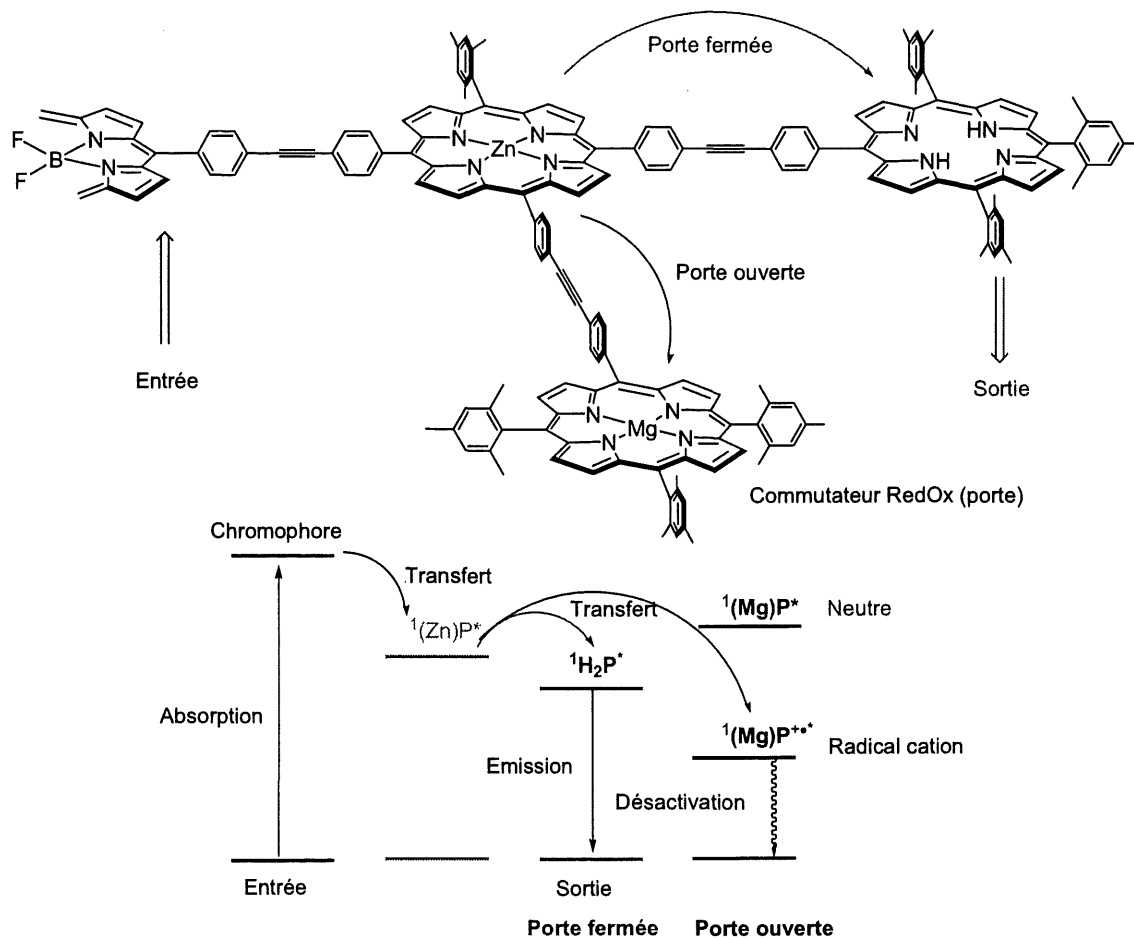 Porte fermée
F
B
F
N
N
N
N
Zn
N
N
N
HN
NH
N
Porte ouverte
Entrée
Sortie
N
N
Mg
N
N
Commutateur RedOx (porte)
Chromophore
Transfert
¹(Zn)P*
Transfert
¹(Mg)P*
Neutre
¹H₂P*
Absorption
¹(Mg)P⁺•*
Radical cation
Emission
Désactivation
Entrée
Sortie
Porte fermée
Porte ouverte